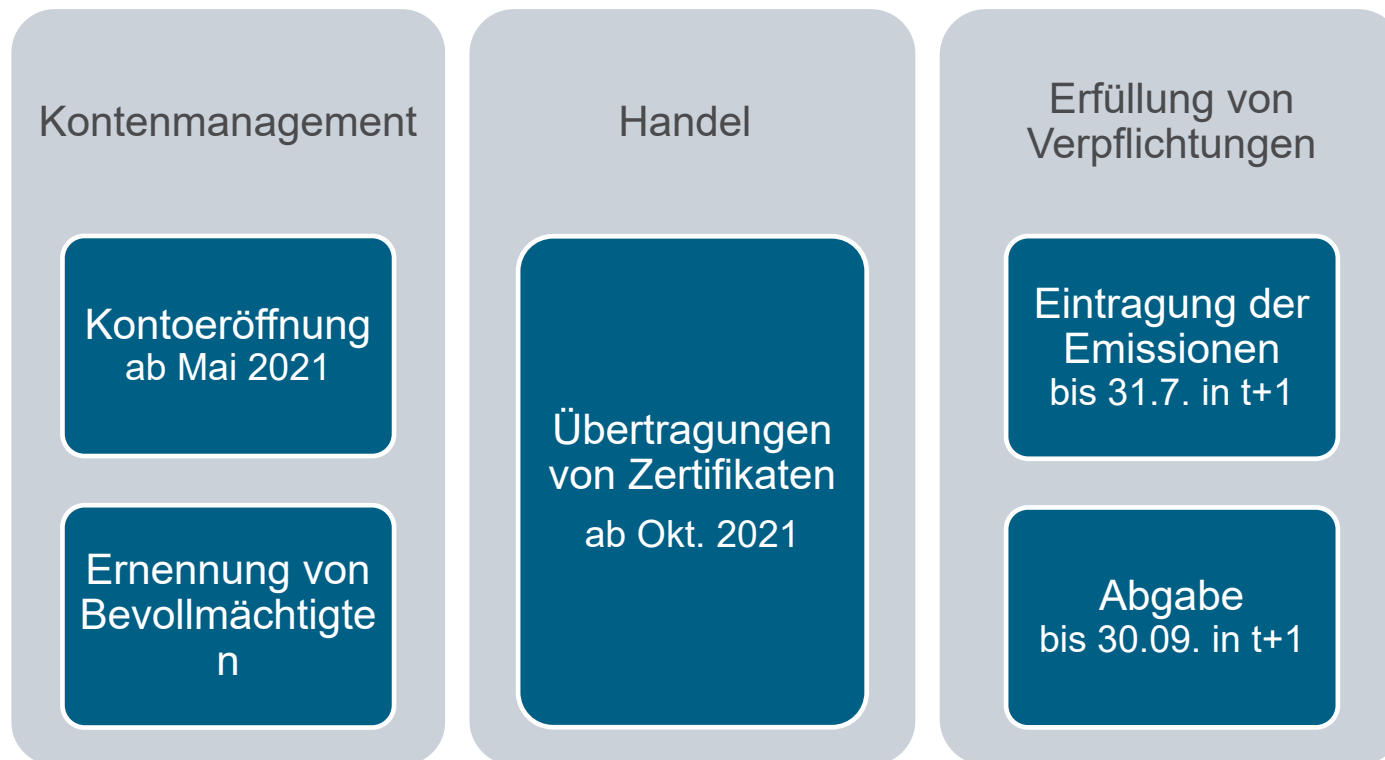 Kontenmanagement
Kontoeröffnung
ab Mai 2021
Ernennung von
Bevollmächtigte
n
Handel
Übertragungen
von Zertifikaten
ab Okt. 2021
Erfüllung von
Verpflichtungen
Eintragung der
Emissionen
bis 31.7. in t+1
Abgabe
bis 30.09. in t+1